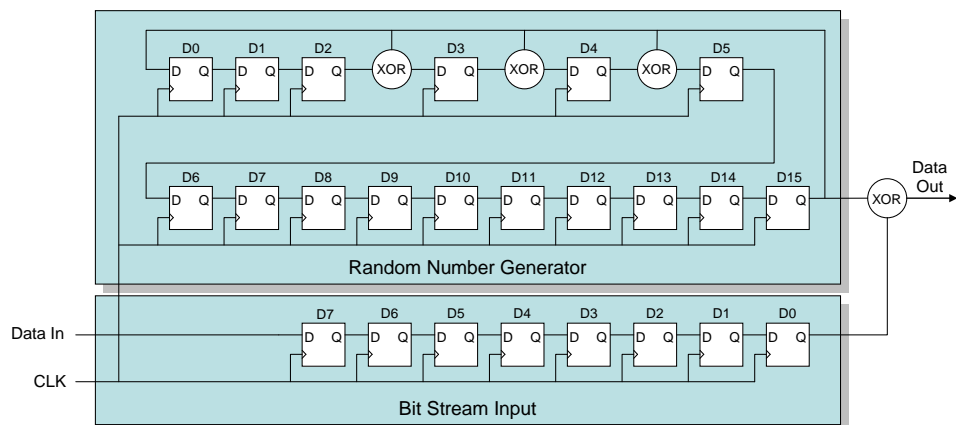 D0 D1 D2 D3 D4 D5
D Q D Q D Q XOR D Q XOR D Q XOR D Q
D6 D7 D8 D9 D10 D11 D12 D13 D14 D15
D Q D Q D Q D Q D Q D Q D Q D Q D Q D Q XOR
Data
Out
Random Number Generator
D7 D6 D5 D4 D3 D2 D1 D0
Data In D Q D Q D Q D Q D Q D Q D Q D Q
CLK
Bit Stream Input